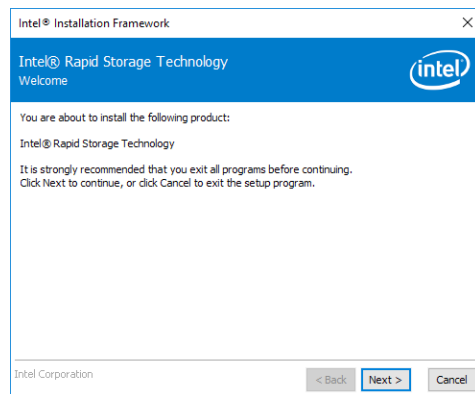 Intel® Installation Framework
Intel® Rapid Storage Technology
Welcome
intel
You are about to install the following product:
Intel® Rapid Storage Technology
It is strongly recommended that you exit all programs before continuing.
Click Next to continue, or click Cancel to exit the setup program.
Intel Corporation
< Back Next > Cancel